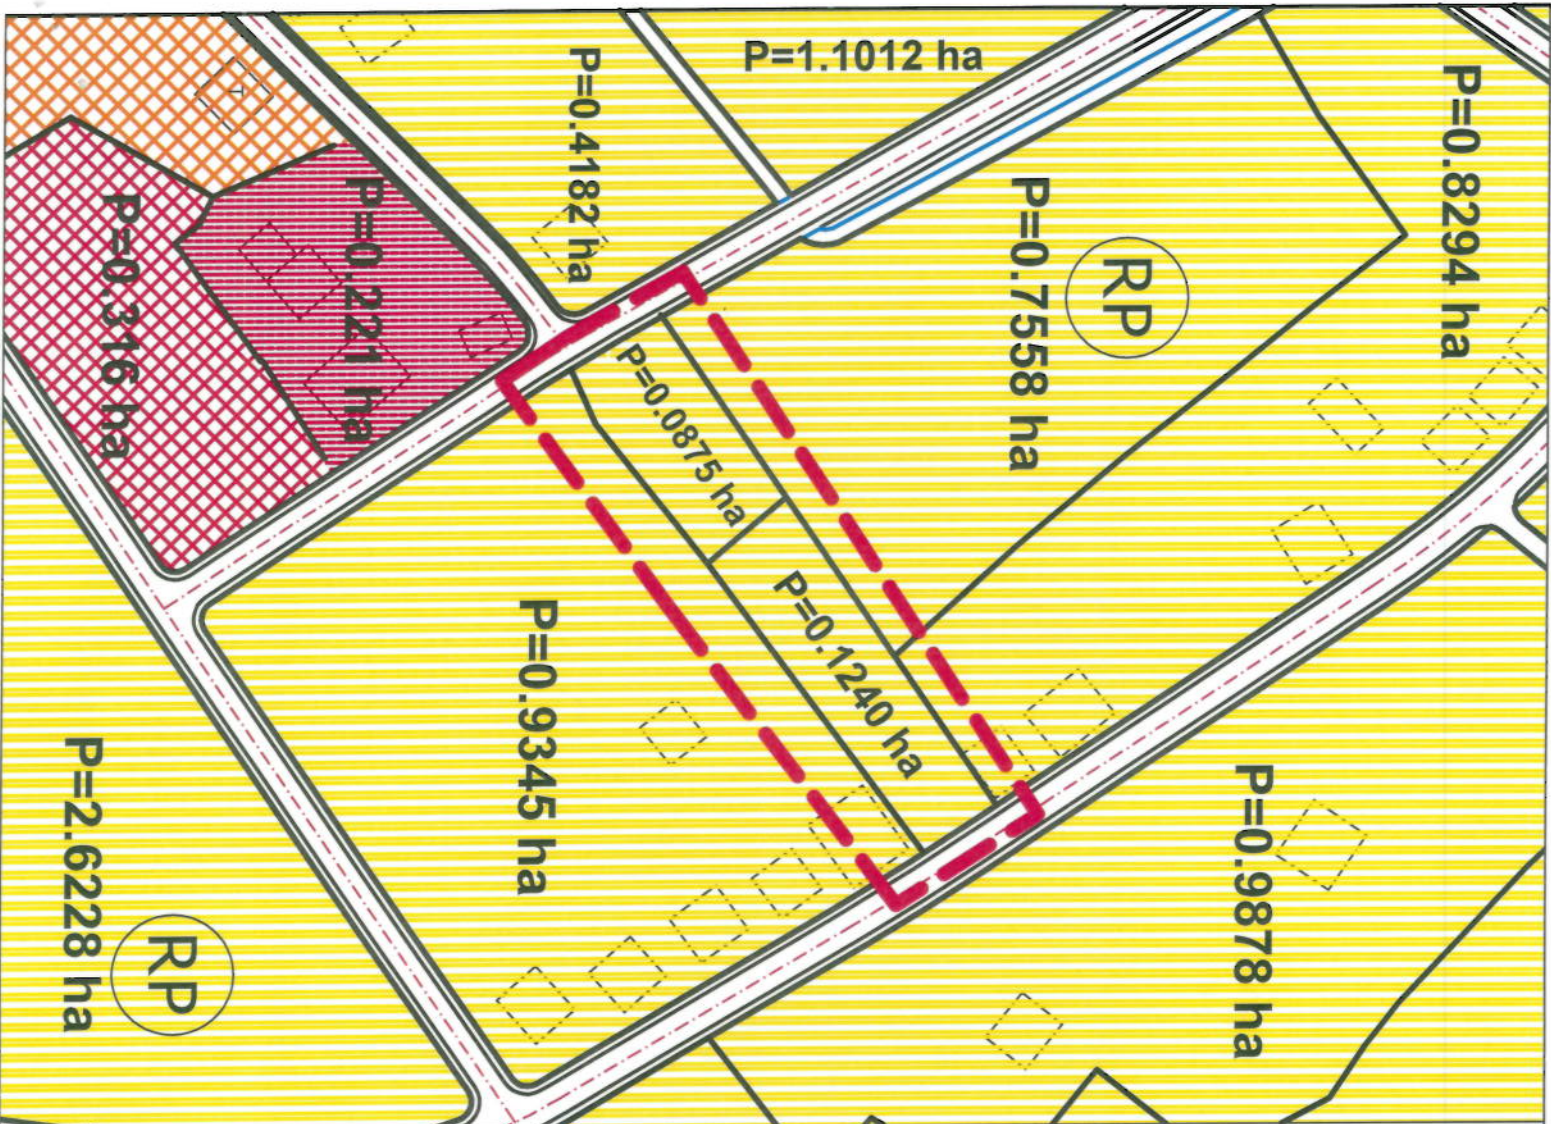 P=1.1012 ha
P=0.4182 ha
P=0.8294 ha
P=0.7558 ha
RP
P=0.221 ha
P=0.316 ha
P=0.0875 ha
P=0.1240 ha
P=0.9345 ha
P=0.9878 ha
P=2.6228 ha
RP
T